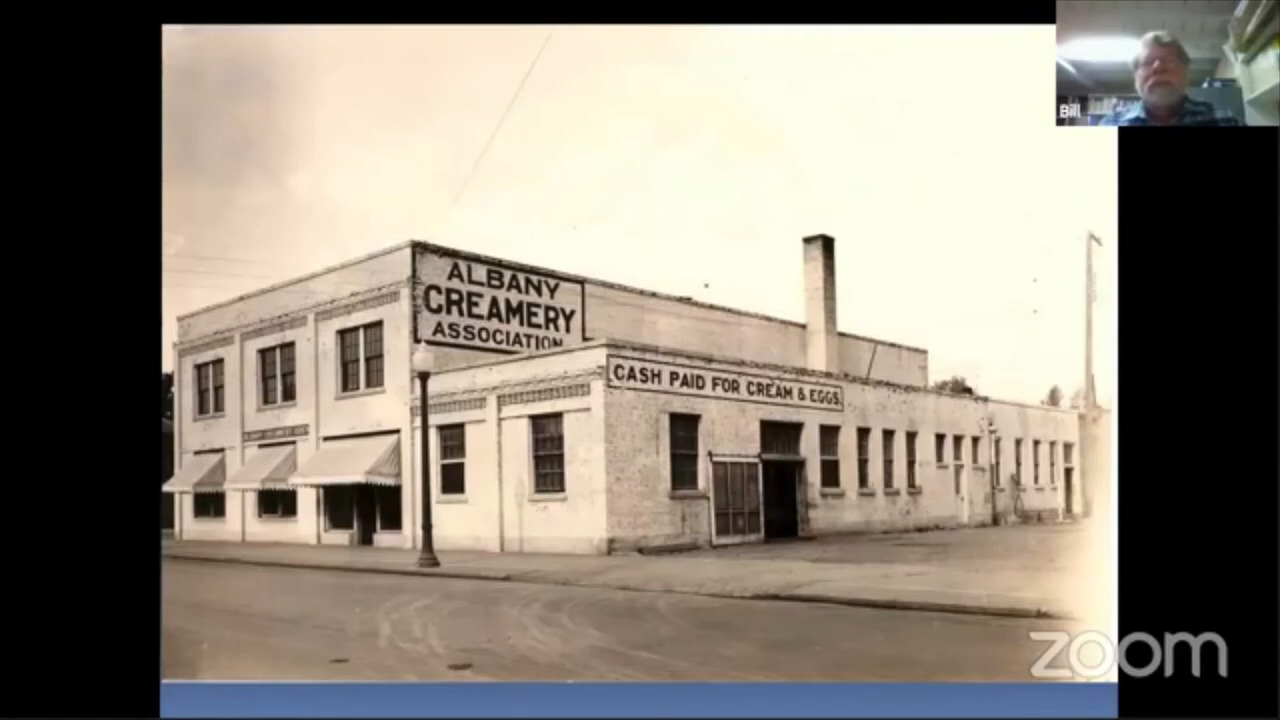 Bill
ALBANY
CREAMERY
ASSOCIATION
CASH PAID FOR CREAM & EGGS.
zoom